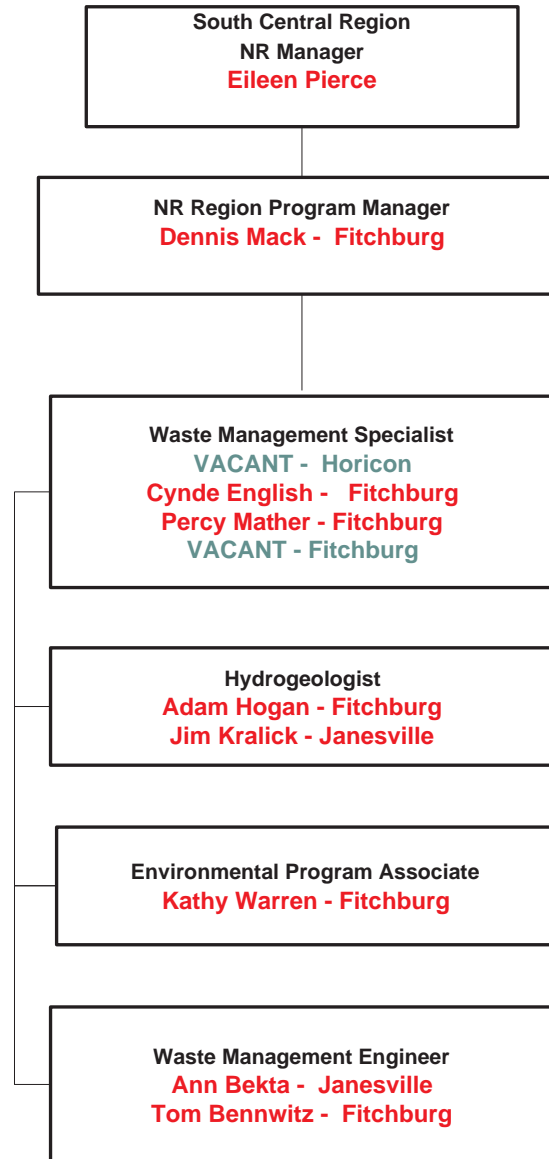 South Central Region
NR Manager
Eileen Pierce
NR Region Program Manager
Dennis Mack - Fitchburg
Waste Management Specialist
VACANT - Horicon
Cynde English - Fitchburg
Percy Mather - Fitchburg
VACANT - Fitchburg
Hydrogeologist
Adam Hogan - Fitchburg
Jim Kralick - Janesville
Environmental Program Associate
Kathy Warren - Fitchburg
Waste Management Engineer
Ann Bekta - Janesville
Tom Bennwitz - Fitchburg